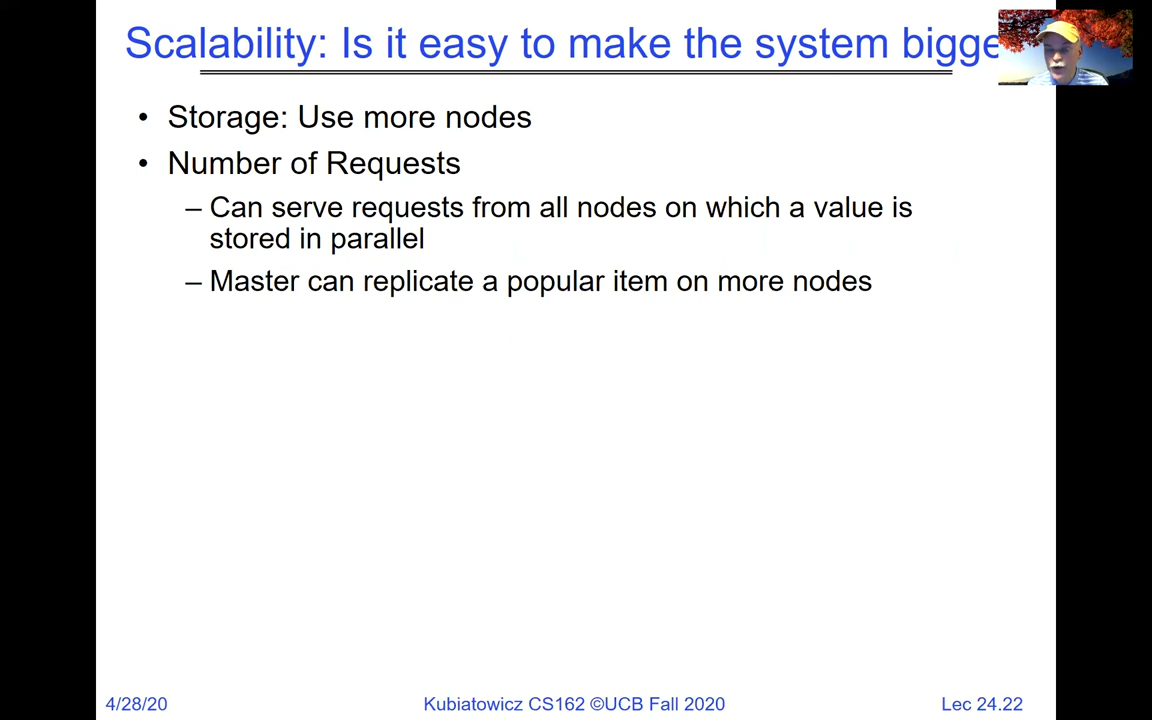 Scalability: Is it easy to make the system bigge
• Storage: Use more nodes
• Number of Requests
– Can serve requests from all nodes on which a value is
stored in parallel
– Master can replicate a popular item on more nodes
4/28/20
Kubiatowicz CS162 ©UCB Fall 2020
Lec 24.22